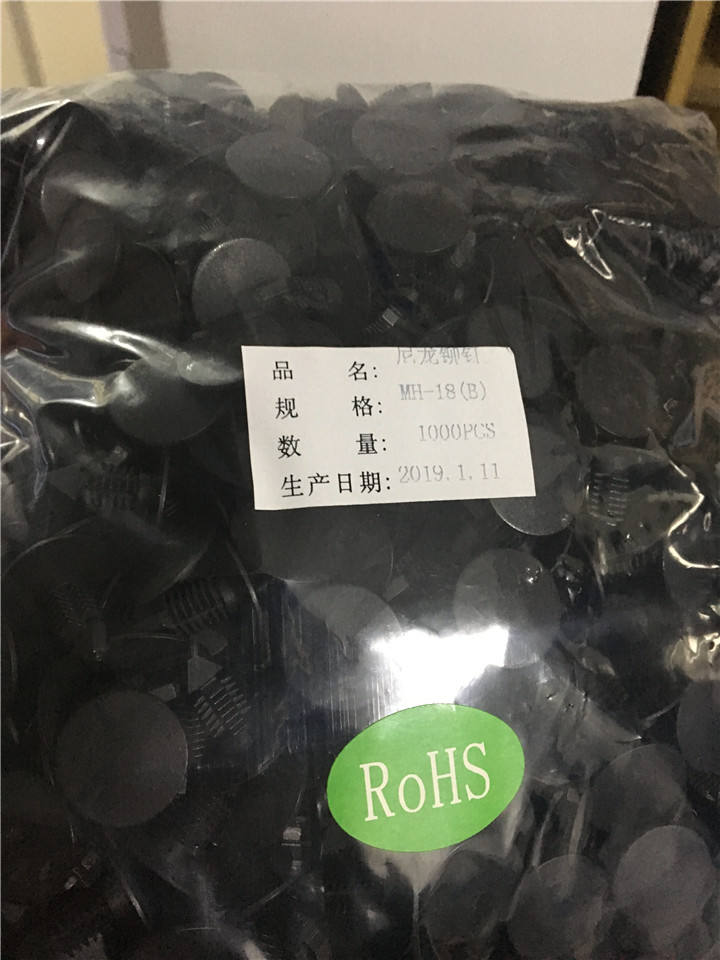 品 名: 尼龙铆钉
规 格: MH-18(B)
数 量: 1000PCS
生产日期: 2019.1.11
RoHS